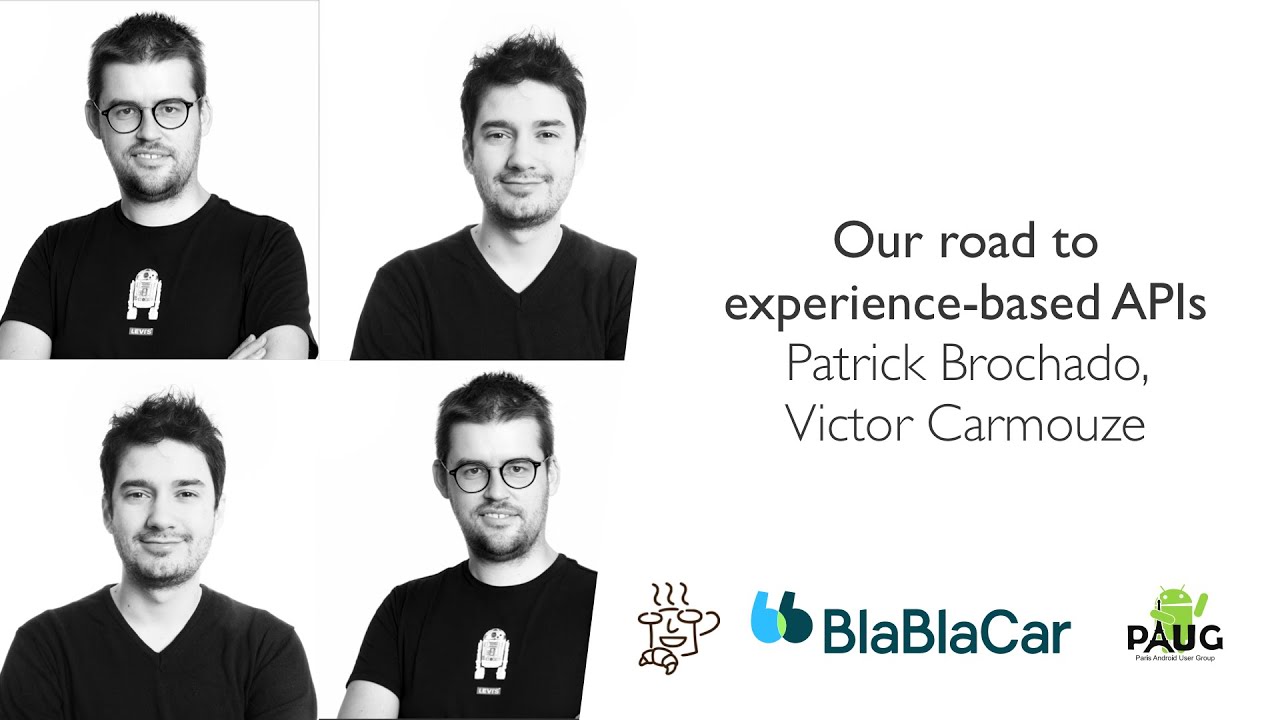 Our road to
experience-based APIs
Patrick Brochado,
Victor Carmouze
LEVI'S
LEVI'S
BlaBlaCar
PAUG
Paris Android User Group